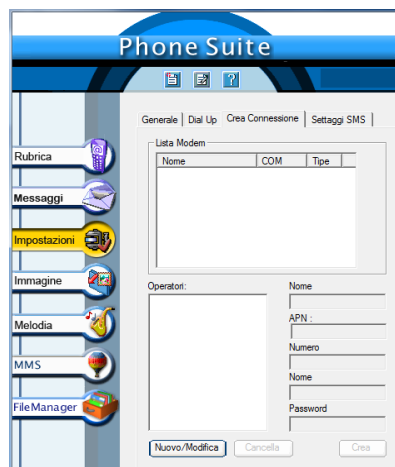 Phone Suite
?
Generale Dial Up Crea Connessione Settaggi SMS
Rubrica
Messaggi
Impostazioni
Immagine
Melodia
MMS
FileManager
Lista Modem
Nome COM Tipe
Operatori:
Nome
APN :
Numero
Nome
Password
Nuovo/Modifica Cancella Crea